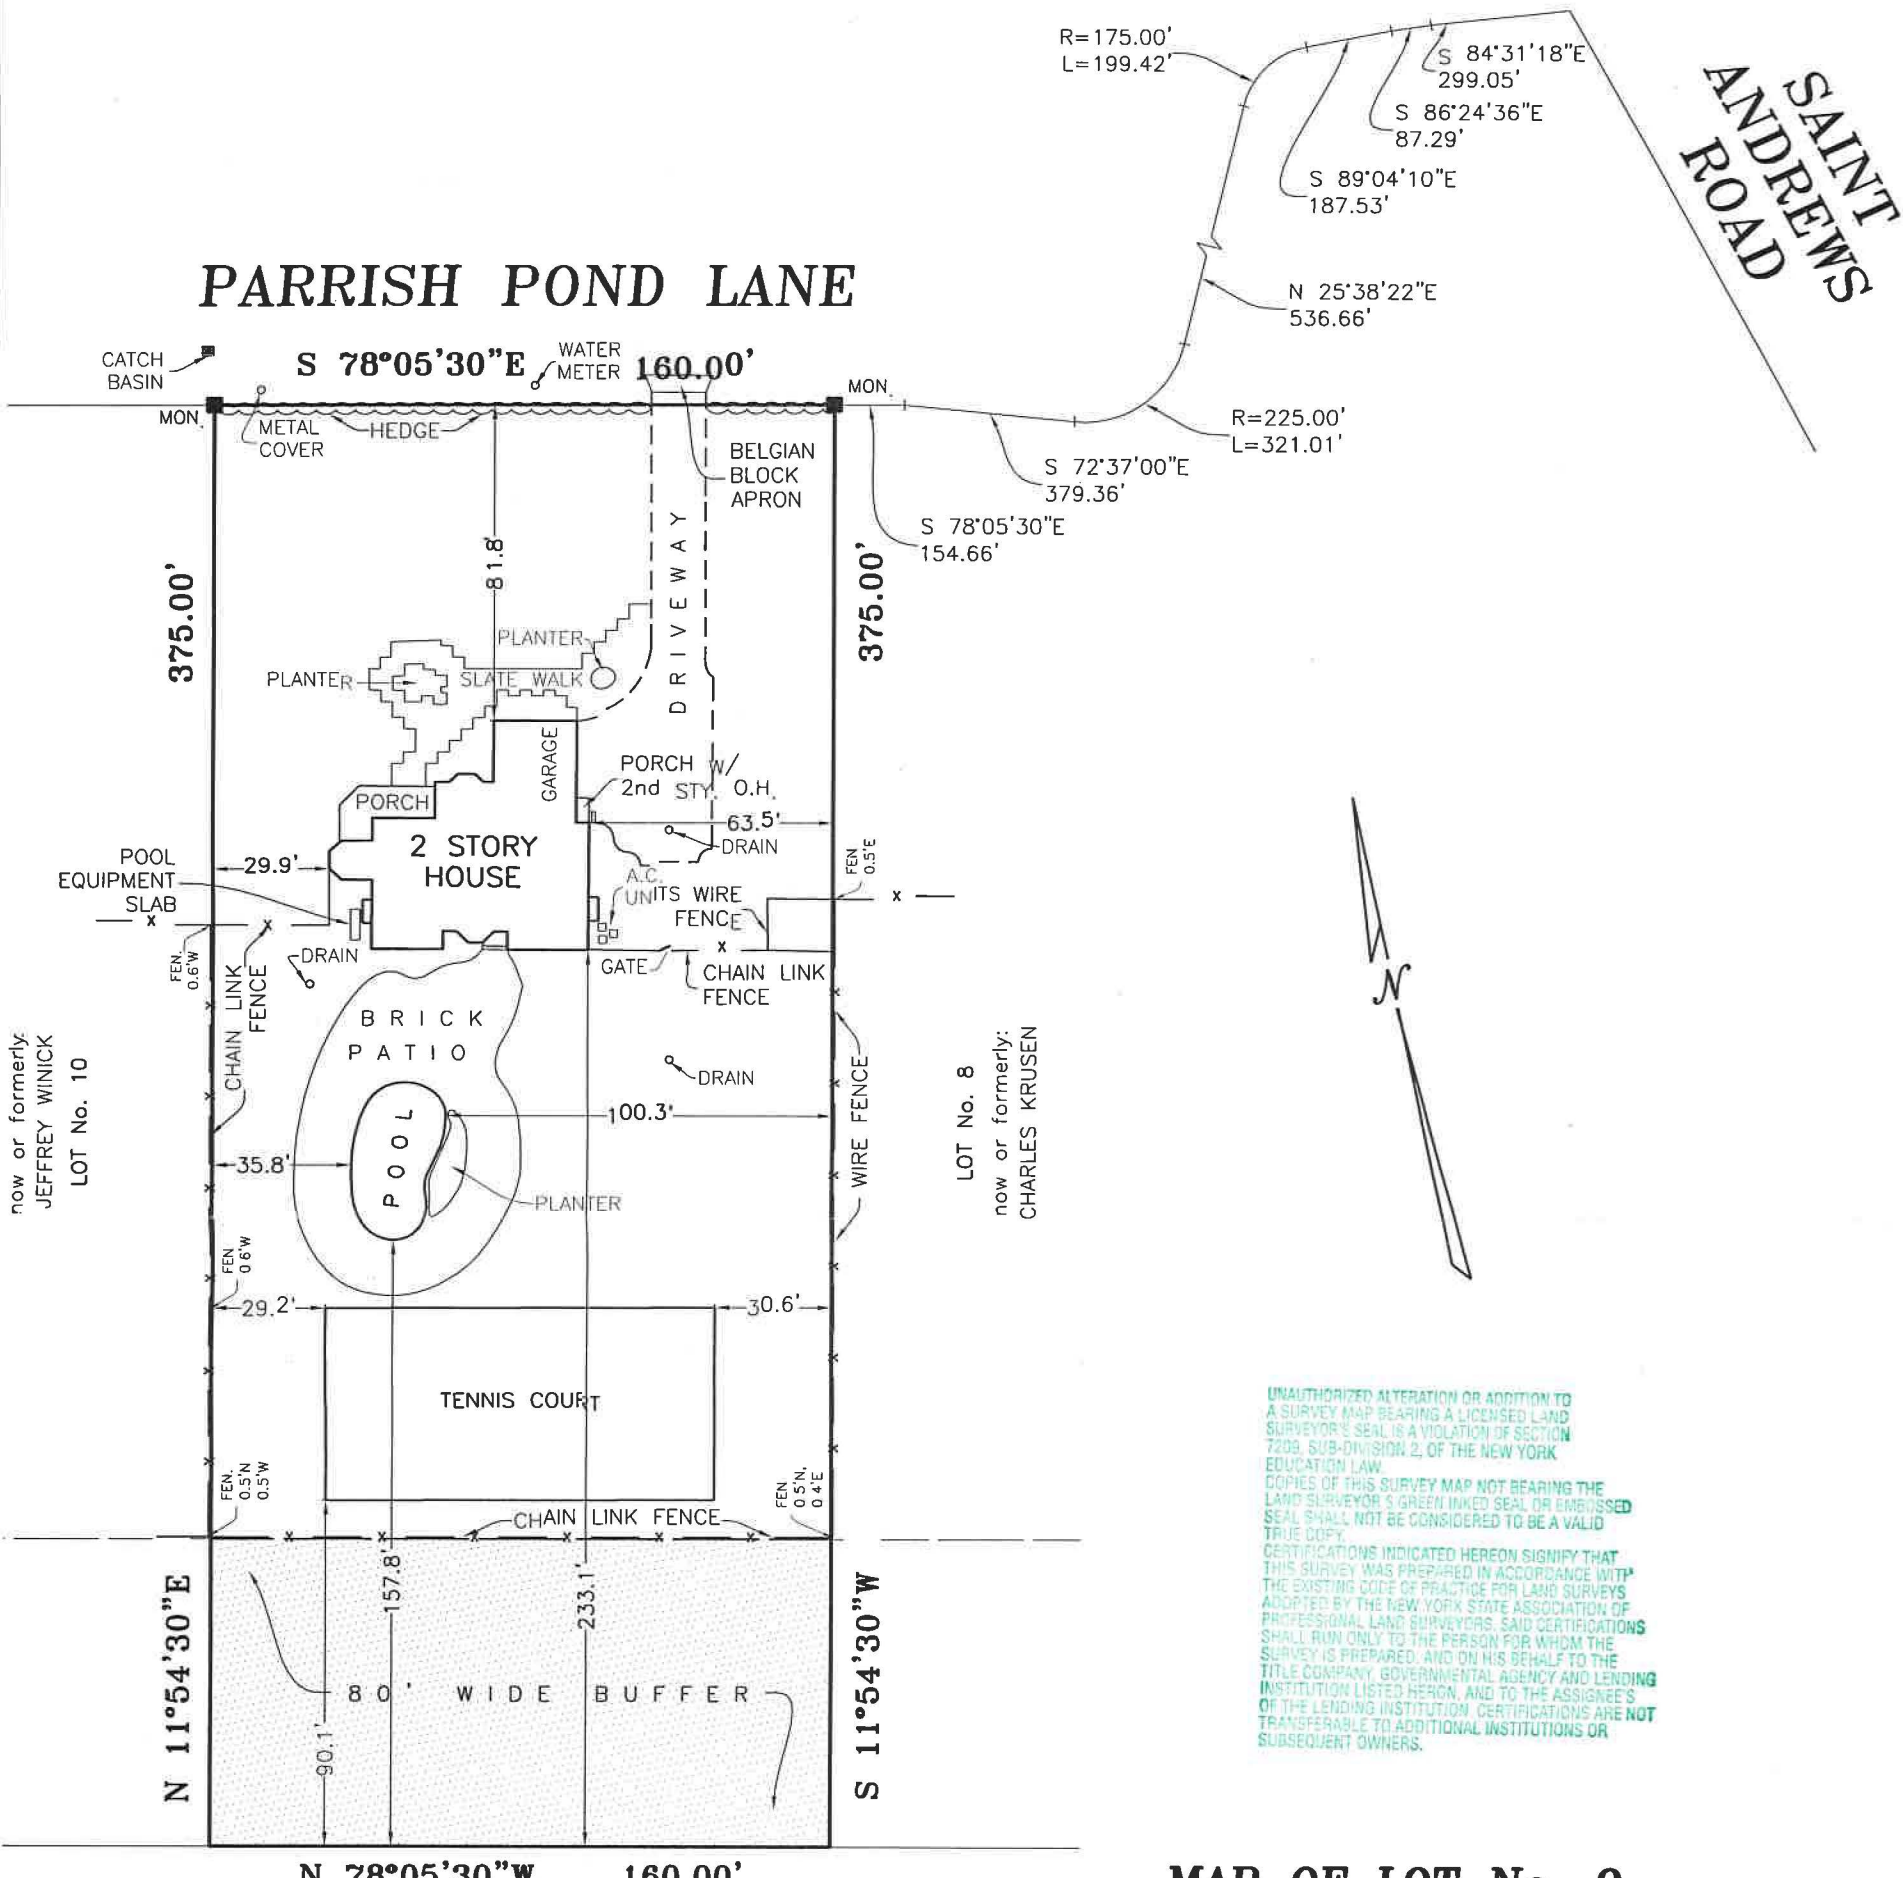 R=175.00'
L=199.42'
S 84°31'18"E
299.05'
S 86°24'36"E
87.29'
S 89°04'10"E
187.53'
SAINT
ANDREWS
ROAD
N 25°38'22"E
536.66'
PARRISH POND LANE
CATCH
BASIN
S 78°05'30"E
WATER
METER
160.00'
MON.
MON.
METAL
COVER
HEDGE
BELGIAN
BLOCK
APRON
R=225.00'
L=321.01'
S 72°37'00"E
379.36'
S 78°05'30"E
154.66'
375.00'
81.8'
DRIVEWAY
375.00'
PLANTER
PLANTER
SLATE WALK
GARAGE
PORCH W/
2nd STY. O.H.
PORCH
63.5'
2 STORY
HOUSE
DRAIN
FEN
0.5'E
29.9'
POOL
EQUIPMENT
SLAB
A.C.
UNITS
WIRE
FENCE
FEN.
0.6'W
DRAIN
GATE
CHAIN LINK
FENCE
CHAIN LINK
FENCE
BRICK
PATIO
DRAIN
now or formerly:
JEFFREY WINICK
LOT No. 10
100.3'
WIRE FENCE
LOT No. 8
now or formerly:
CHARLES KRUSEN
N
POOL
35.8'
PLANTER
FEN.
0.6'W
29.2'
30.6'
TENNIS COURT
FEN.
0.5'N
0.5'W
FEN
0.5'N,
0.4'E
CHAIN LINK FENCE
157.8'
233.1'
N 11°54'30"E
S 11°54'30"W
80' WIDE BUFFER
90.1'
N 78°05'30"W 160.00'
UNAUTHORIZED ALTERATION OR ADDITION TO
A SURVEY MAP BEARING A LICENSED LAND
SURVEYOR'S SEAL IS A VIOLATION OF SECTION
7209, SUB-DIVISION 2, OF THE NEW YORK
EDUCATION LAW.
COPIES OF THIS SURVEY MAP NOT BEARING THE
LAND SURVEYOR'S GREEN INKED SEAL OR EMBOSSED
SEAL SHALL NOT BE CONSIDERED TO BE A VALID
TRUE COPY.
CERTIFICATIONS INDICATED HEREON SIGNIFY THAT
THIS SURVEY WAS PREPARED IN ACCORDANCE WITH
THE EXISTING CODE OF PRACTICE FOR LAND SURVEYS
ADOPTED BY THE NEW YORK STATE ASSOCIATION OF
PROFESSIONAL LAND SURVEYORS. SAID CERTIFICATIONS
SHALL RUN ONLY TO THE PERSON FOR WHOM THE
SURVEY IS PREPARED, AND ON HIS BEHALF TO THE
TITLE COMPANY, GOVERNMENTAL AGENCY AND LENDING
INSTITUTION LISTED HERON, AND TO THE ASSIGNEE'S
OF THE LENDING INSTITUTION. CERTIFICATIONS ARE NOT
TRANSFERABLE TO ADDITIONAL INSTITUTIONS OR
SUBSEQUENT OWNERS.
MAP OF LOT No. 9